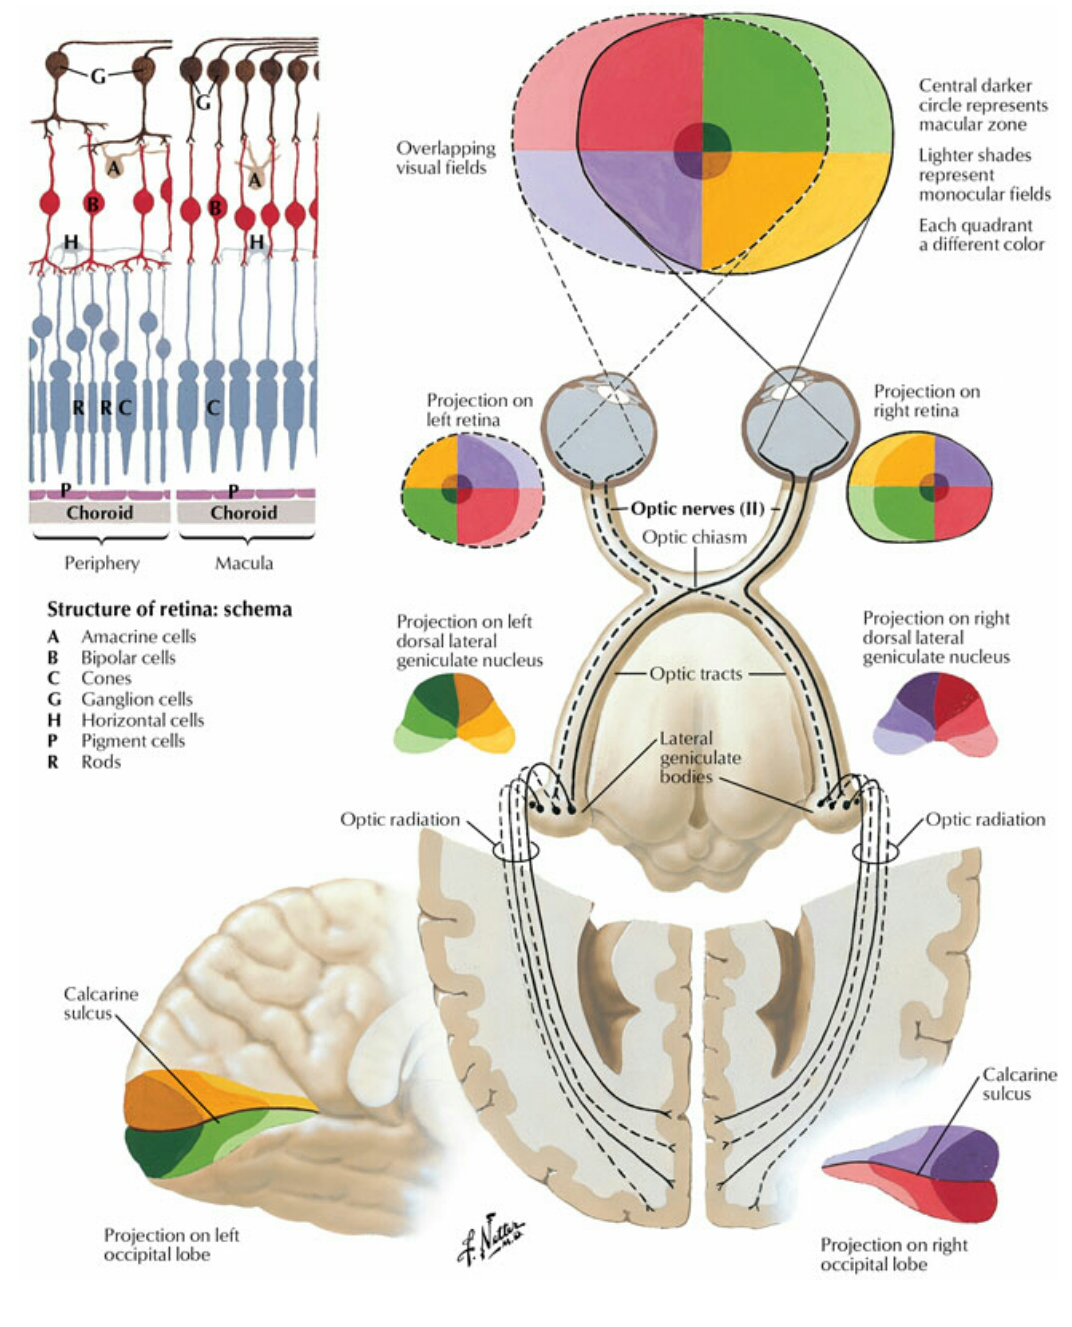 G
G
A
A
B
B
H
H
R
R
C
C
P
P
Choroid
Choroid
Periphery
Macula
Structure of retina: schema
A Amacrine cells
B Bipolar cells
C Cones
G Ganglion cells
H Horizontal cells
P Pigment cells
R Rods
Overlapping
visual fields
Central darker
circle represents
macular zone
Lighter shades
represent
monocular fields
Each quadrant
a different color
Projection on
left retina
Projection on
right retina
Optic nerves (II)
Optic chiasm
Projection on left
dorsal lateral
geniculate nucleus
Projection on right
dorsal lateral
geniculate nucleus
Optic tracts
Lateral
geniculate
bodies
Optic radiation
Optic radiation
Calcarine
sulcus
Calcarine
sulcus
Projection on left
occipital lobe
F. Netter
M.D.
Projection on right
occipital lobe